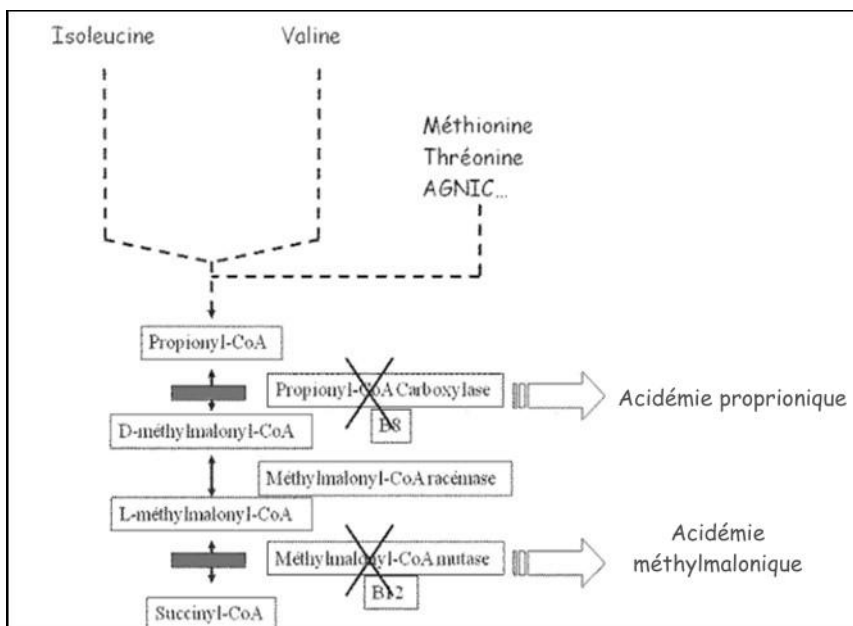 Isoleucine
Valine
Méthionine
Thréonine
AGNIC...
Propionyl-CoA
Propionyl-CoA Carboxylase
B8
Acidémie proprionique
D-méthylmalonyl-CoA
Méthylmalonyl-CoA racémase
L-méthylmalonyl-CoA
Méthylmalonyl-CoA mutase
B12
Acidémie
méthylmalonique
Succinyl-CoA